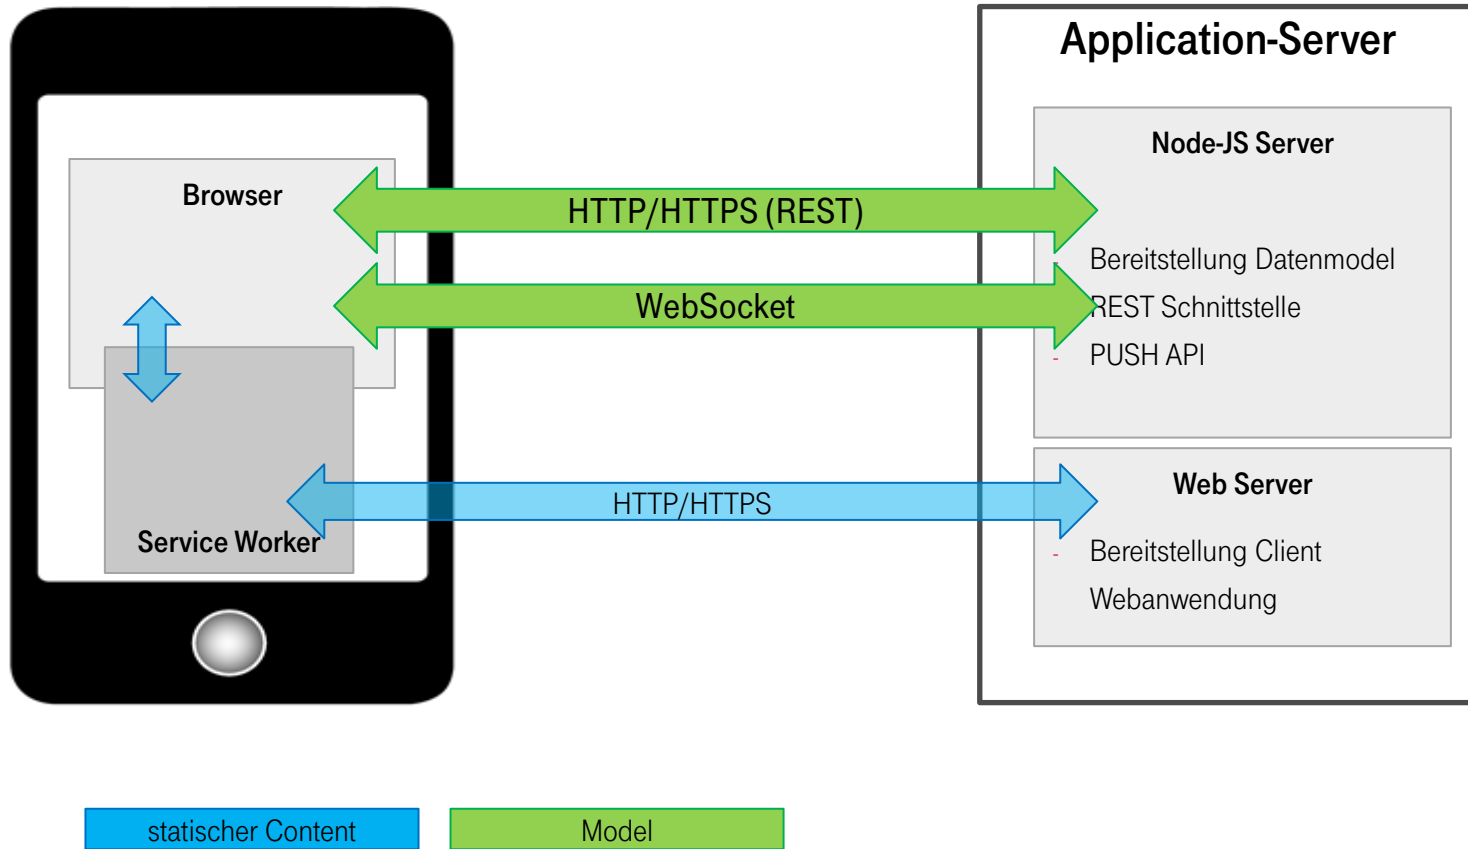 Application-Server
Node-JS Server
Browser
HTTP/HTTPS (REST)
- Bereitstellung Datenmodel
WebSocket
REST Schnittstelle
- PUSH API
Web Server
HTTP/HTTPS
Service Worker
- Bereitstellung Client
Webanwendung
statischer Content
Model